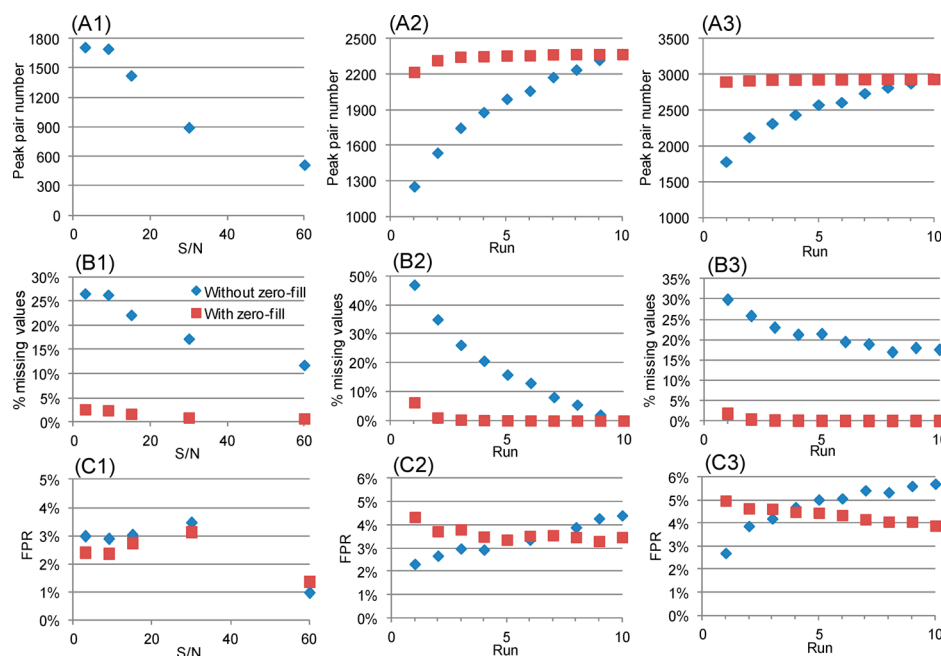 (A1)
Peak pair number
1800
1500
1200
900
600
300
0
0 20 40 60
S/N
(A2)
Peak pair number
2500
2200
1900
1600
1300
1000
0 5 10
Run
(A3)
Peak pair number
3500
3000
2500
2000
1500
1000
0 5 10
Run
(B1)
% missing values
30%
25%
20%
15%
10%
5%
0%
Without zero-fill
With zero-fill
0 20 40 60
S/N
(B2)
% missing values
50%
40%
30%
20%
10%
0%
0 5 10
Run
(B3)
% missing values
35%
30%
25%
20%
15%
10%
5%
0%
0 5 10
Run
(C1)
FPR
5%
4%
3%
2%
1%
0%
0 20 40 60
S/N
(C2)
FPR
6%
5%
4%
3%
2%
1%
0%
0 5 10
Run
(C3)
FPR
6%
5%
4%
3%
2%
1%
0%
0 5 10
Run